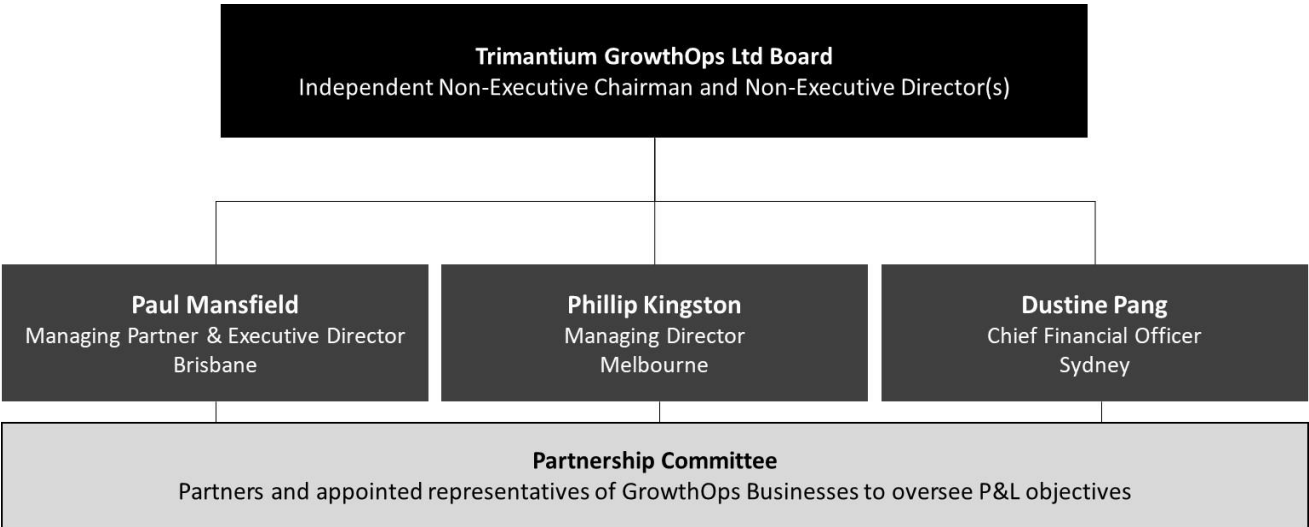 Trimantium GrowthOps Ltd Board
Independent Non-Executive Chairman and Non-Executive Director(s)
Paul Mansfield
Managing Partner & Executive Director
Brisbane
Phillip Kingston
Managing Director
Melbourne
Dustine Pang
Chief Financial Officer
Sydney
Partnership Committee
Partners and appointed representatives of GrowthOps Businesses to oversee P&L objectives